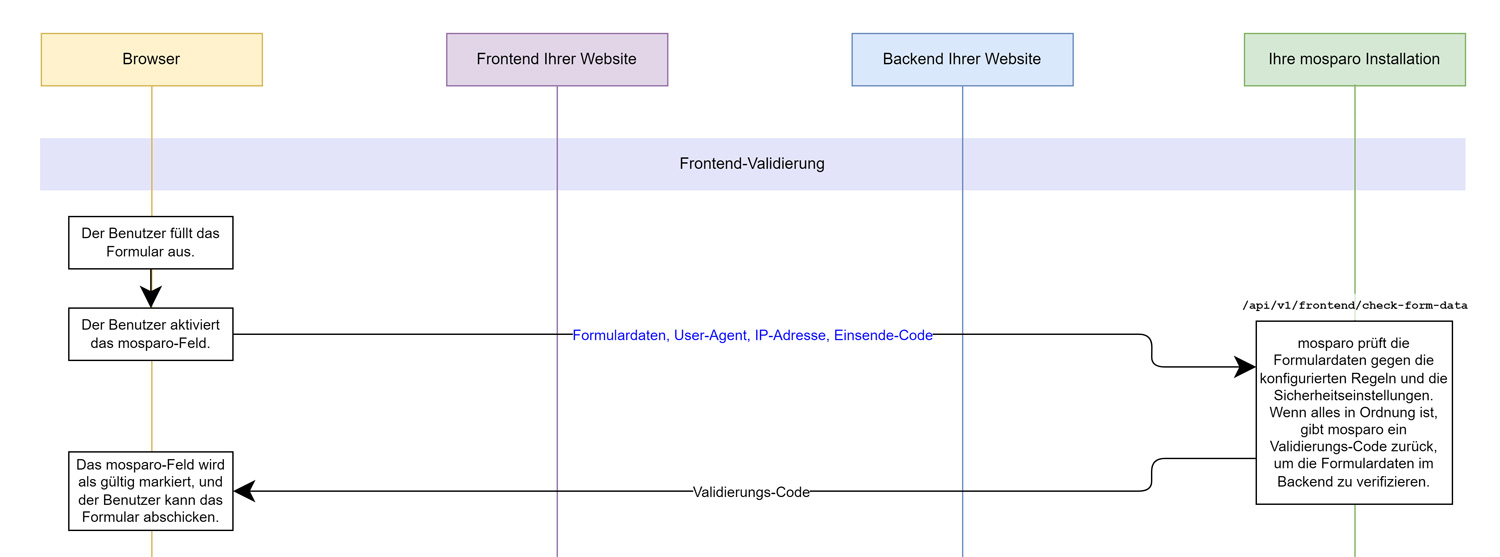 Browser
Frontend Ihrer Website
Backend Ihrer Website
Ihre mosparo Installation
Frontend-Validierung
Der Benutzer füllt das
Formular aus.
Der Benutzer aktiviert
das mosparo-Feld.
Formulardaten, User-Agent, IP-Adresse, Einsende-Code
/api/v1/frontend/check-form-data
mosparo prüft die
Formulardaten gegen die
konfigurierten Regeln und die
Sicherheitseinstellungen.
Wenn alles in Ordnung ist,
gibt mosparo ein
Validierungs-Code zurück,
um die Formulardaten im
Backend zu verifizieren.
Validierungs-Code
Das mosparo-Feld wird
als gültig markiert, und
der Benutzer kann das
Formular abschicken.